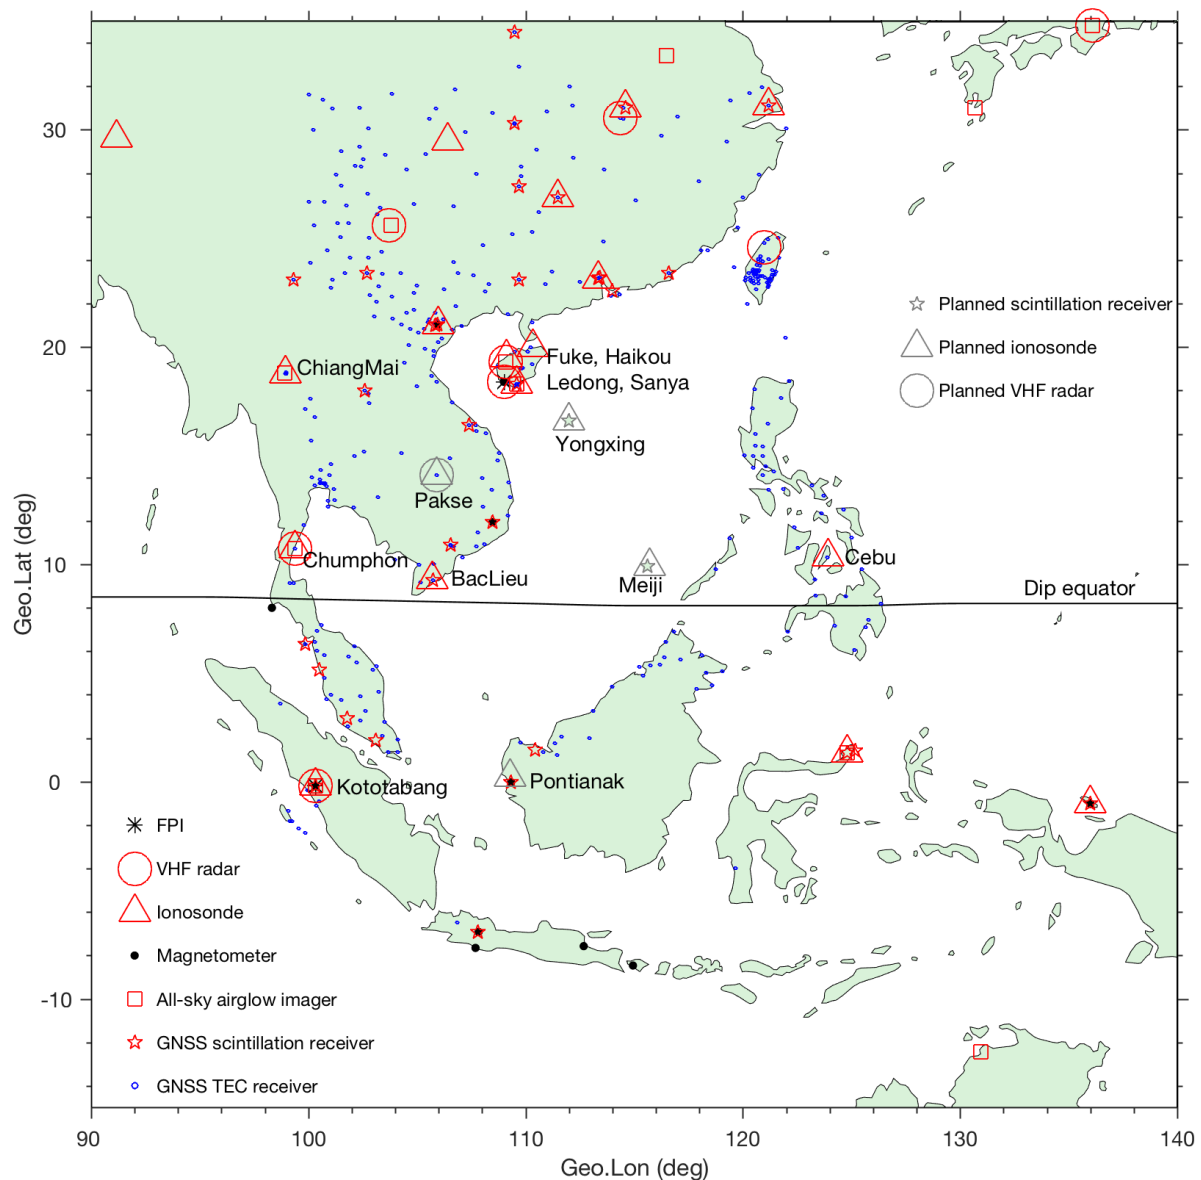 30
20
10
0
-10
90
100
110
120
130
140
Geo.Lat (deg)
Geo.Lon (deg)
Planned scintillation receiver
Planned ionosonde
Planned VHF radar
ChiangMai
Fuke, Haikou
Ledong, Sanya
Yongxing
Pakse
Chumphon
BacLieu
Meiji
Cebu
Dip equator
Kototabang
Pontianak
FPI
VHF radar
Ionosonde
Magnetometer
All-sky airglow imager
GNSS scintillation receiver
GNSS TEC receiver